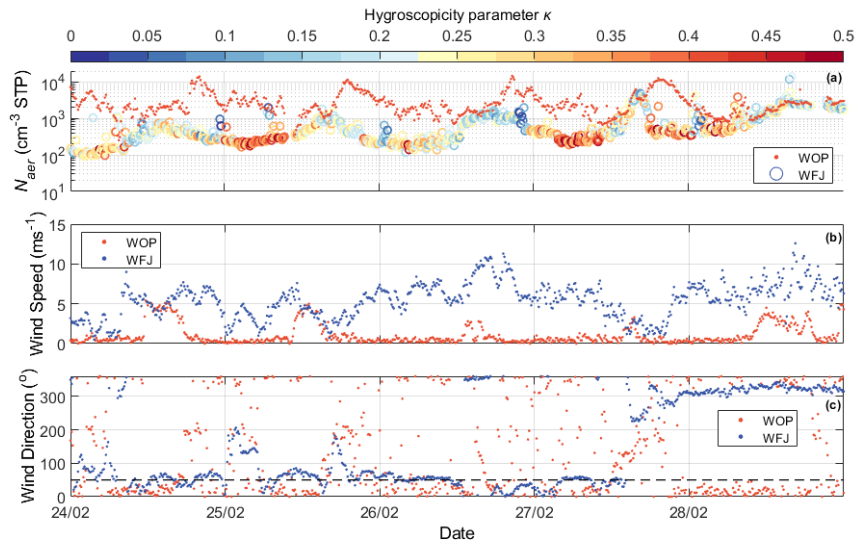 Hygroscopicity parameter κ
0 0.05 0.1 0.15 0.2 0.25 0.3 0.35 0.4 0.45 0.5
N_aer (cm⁻³ STP)
10⁴
10³
10²
10¹
(a)
WOP
WFJ
Wind Speed (ms⁻¹)
15
10
5
0
WOP
WFJ
(b)
Wind Direction (°)
300
200
100
0
(c)
WOP
WFJ
24/02 25/02 26/02 27/02 28/02
Date